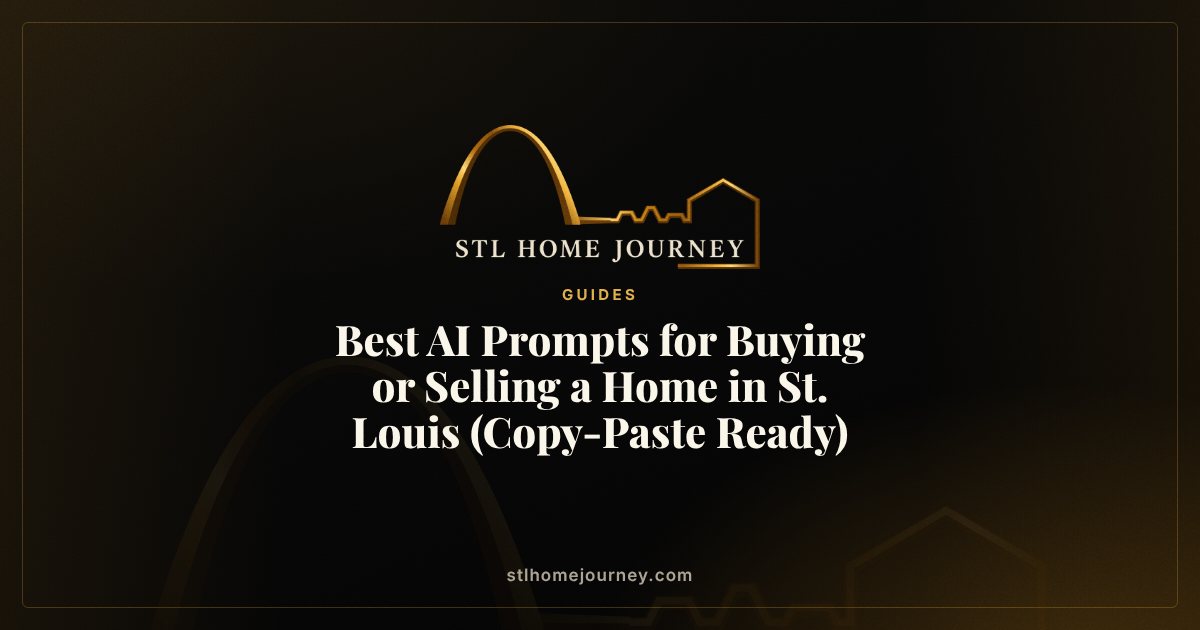 STL HOME JOURNEY
GUIDES
Best AI Prompts for Buying
or Selling a Home in St.
Louis (Copy-Paste Ready)
stlhomejourney.com